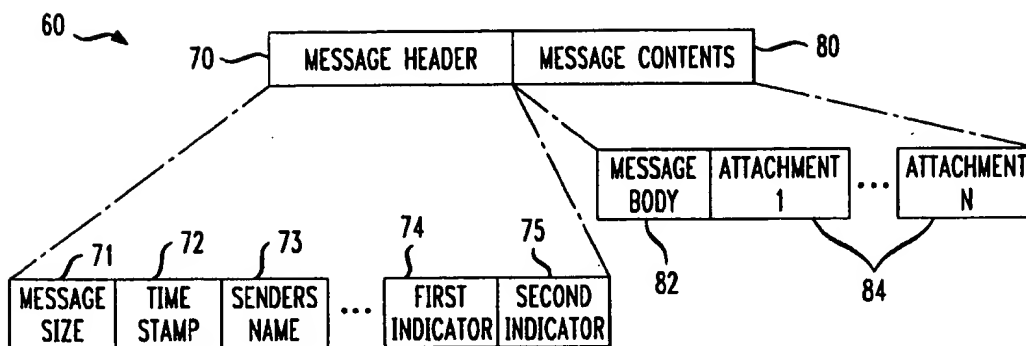 60
70 MESSAGE HEADER MESSAGE CONTENTS 80
MESSAGE BODY ATTACHMENT 1 ... ATTACHMENT N
82 84
71 72 73 74 75
MESSAGE SIZE TIME STAMP SENDERS NAME ... FIRST INDICATOR SECOND INDICATOR